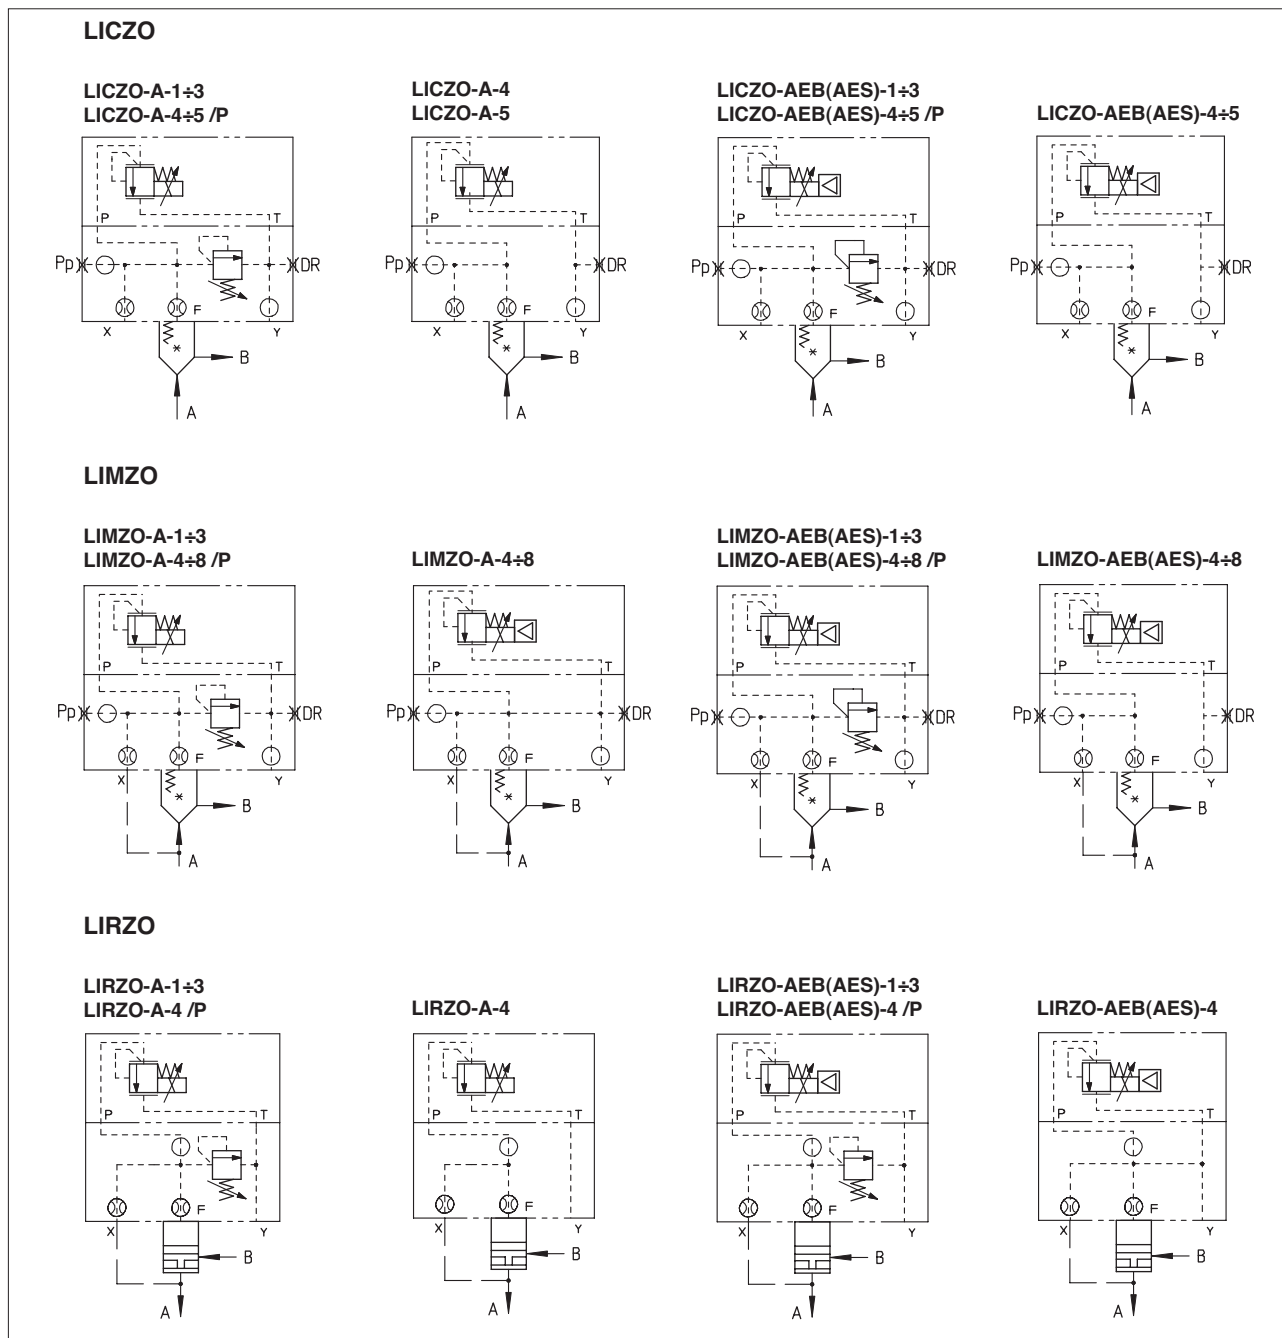 LICZO
LICZO-A-1÷3
LICZO-A-4÷5 /P
P
T
Pp
DR
F
X
Y
B
A
LICZO-A-4
LICZO-A-5
P
T
Pp
DR
F
X
Y
B
A
LICZO-AEB(AES)-1÷3
LICZO-AEB(AES)-4÷5 /P
P
T
Pp
DR
F
X
Y
B
A
LICZO-AEB(AES)-4÷5
P
T
Pp
DR
F
X
Y
B
A
LIMZO
LIMZO-A-1÷3
LIMZO-A-4÷8 /P
P
T
Pp
DR
F
X
Y
B
A
LIMZO-A-4÷8
P
T
Pp
DR
F
X
Y
B
A
LIMZO-AEB(AES)-1÷3
LIMZO-AEB(AES)-4÷8 /P
P
T
Pp
DR
F
X
Y
B
A
LIMZO-AEB(AES)-4÷8
P
T
Pp
DR
F
X
Y
B
A
LIRZO
LIRZO-A-1÷3
LIRZO-A-4 /P
P
T
F
X
Y
B
A
LIRZO-A-4
P
T
F
X
Y
B
A
LIRZO-AEB(AES)-1÷3
LIRZO-AEB(AES)-4 /P
P
T
F
X
Y
B
A
LIRZO-AEB(AES)-4
P
T
F
X
Y
B
A